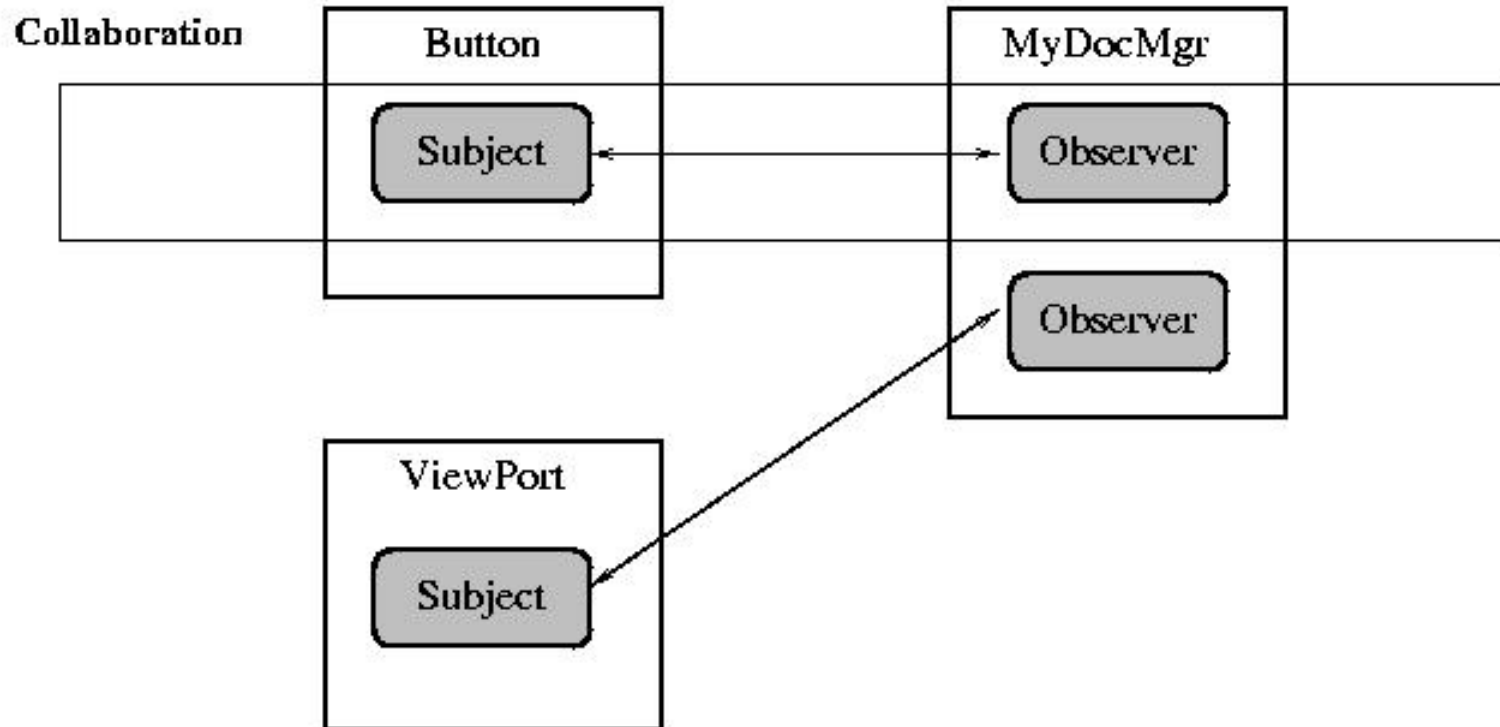 Collaboration
Button
MyDocMgr
Subject
Observer
Observer
ViewPort
Subject